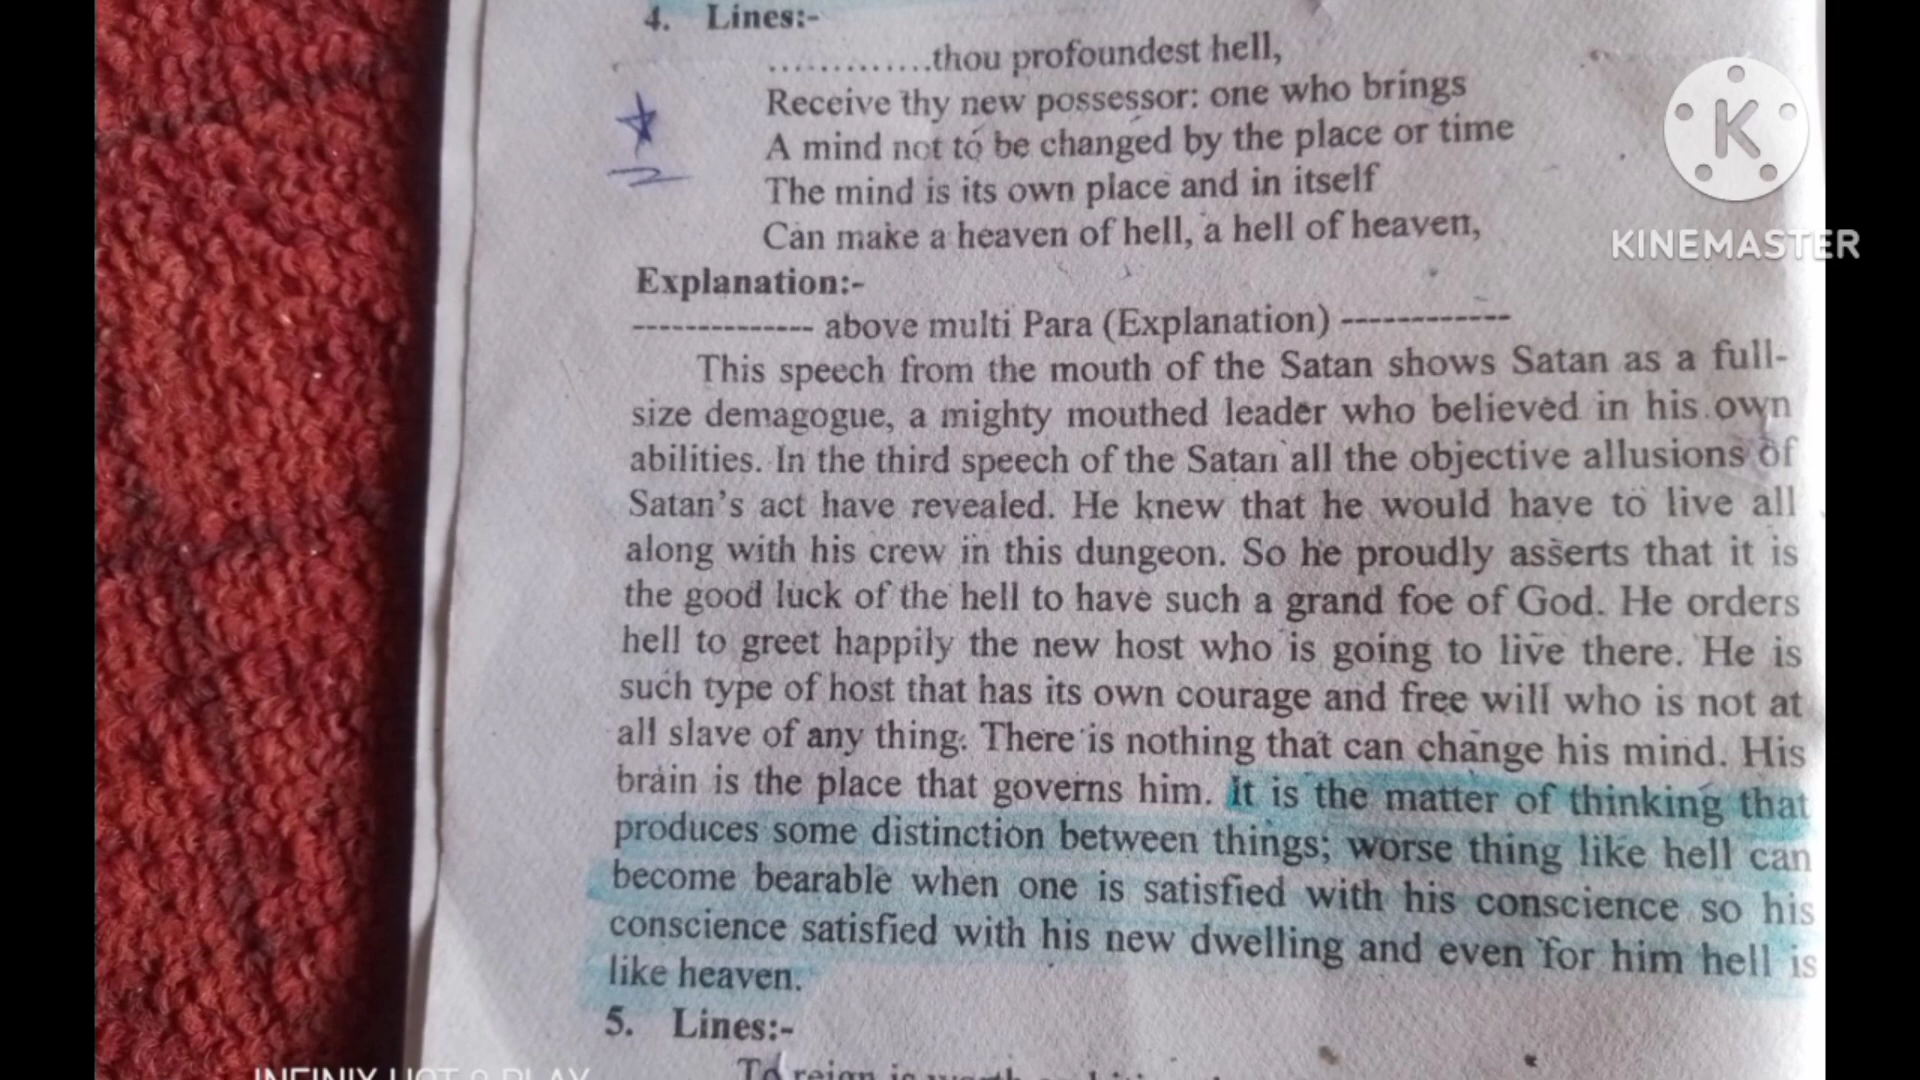 4. Lines:-
.............thou profoundest hell,
Receive thy new possessor: one who brings
A mind not to be changed by the place or time
The mind is its own place and in itself
Can make a heaven of hell, a hell of heaven,
Explanation:-
-------------- above multi Para (Explanation) -------------
This speech from the mouth of the Satan shows Satan as a full-
size demagogue, a mighty mouthed leader who believed in his own
abilities. In the third speech of the Satan all the objective allusions of
Satan's act have revealed. He knew that he would have to live all
along with his crew in this dungeon. So he proudly asserts that it is
the good luck of the hell to have such a grand foe of God. He orders
hell to greet happily the new host who is going to live there. He is
such type of host that has its own courage and free will who is not at
all slave of any thing. There is nothing that can change his mind. His
brain is the place that governs him. It is the matter of thinking that
produces some distinction between things; worse thing like hell can
become bearable when one is satisfied with his conscience so his
conscience satisfied with his new dwelling and even for him hell is
like heaven.
5. Lines:-
To reign is worth
K
KINEMASTER
INFINIX HOT 8 PLAY